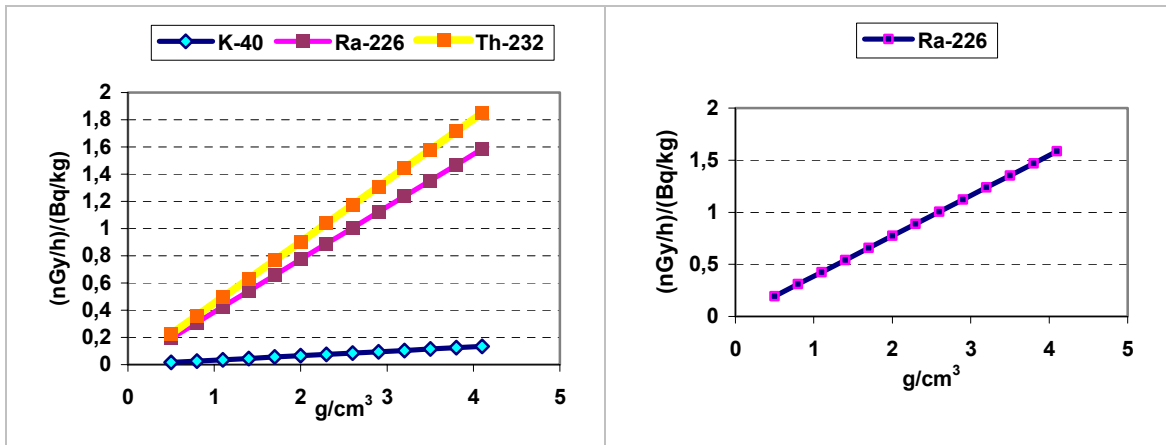 K-40 Ra-226 Th-232
(nGy/h)/(Bq/kg)
2
1,8
1,6
1,4
1,2
1
0,8
0,6
0,4
0,2
0
0 1 2 3 4 5
g/cm³
Ra-226
(nGy/h)/(Bq/kg)
2
1,5
1
0,5
0
0 1 2 3 4 5
g/cm³